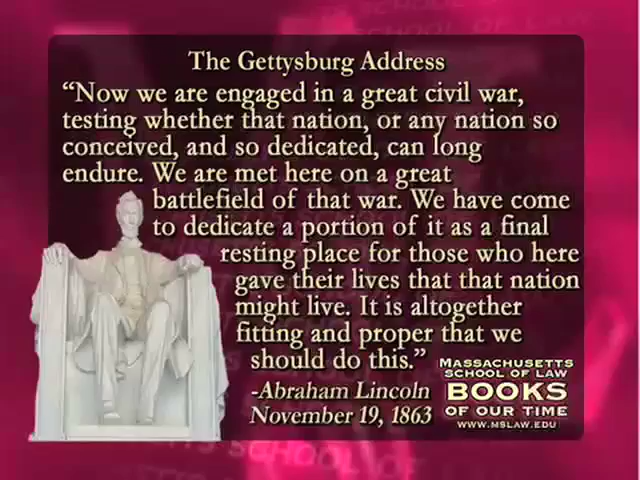 The Gettysburg Address
“Now we are engaged in a great civil war,
testing whether that nation, or any nation so
conceived, and so dedicated, can long
endure. We are met here on a great
battlefield of that war. We have come
to dedicate a portion of it as a final
resting place for those who here
gave their lives that that nation
might live. It is altogether
fitting and proper that we
should do this.”
-Abraham Lincoln
November 19, 1863
MASSACHUSETTS
SCHOOL OF LAW
BOOKS
OF OUR TIME
WWW.MSLAW.EDU